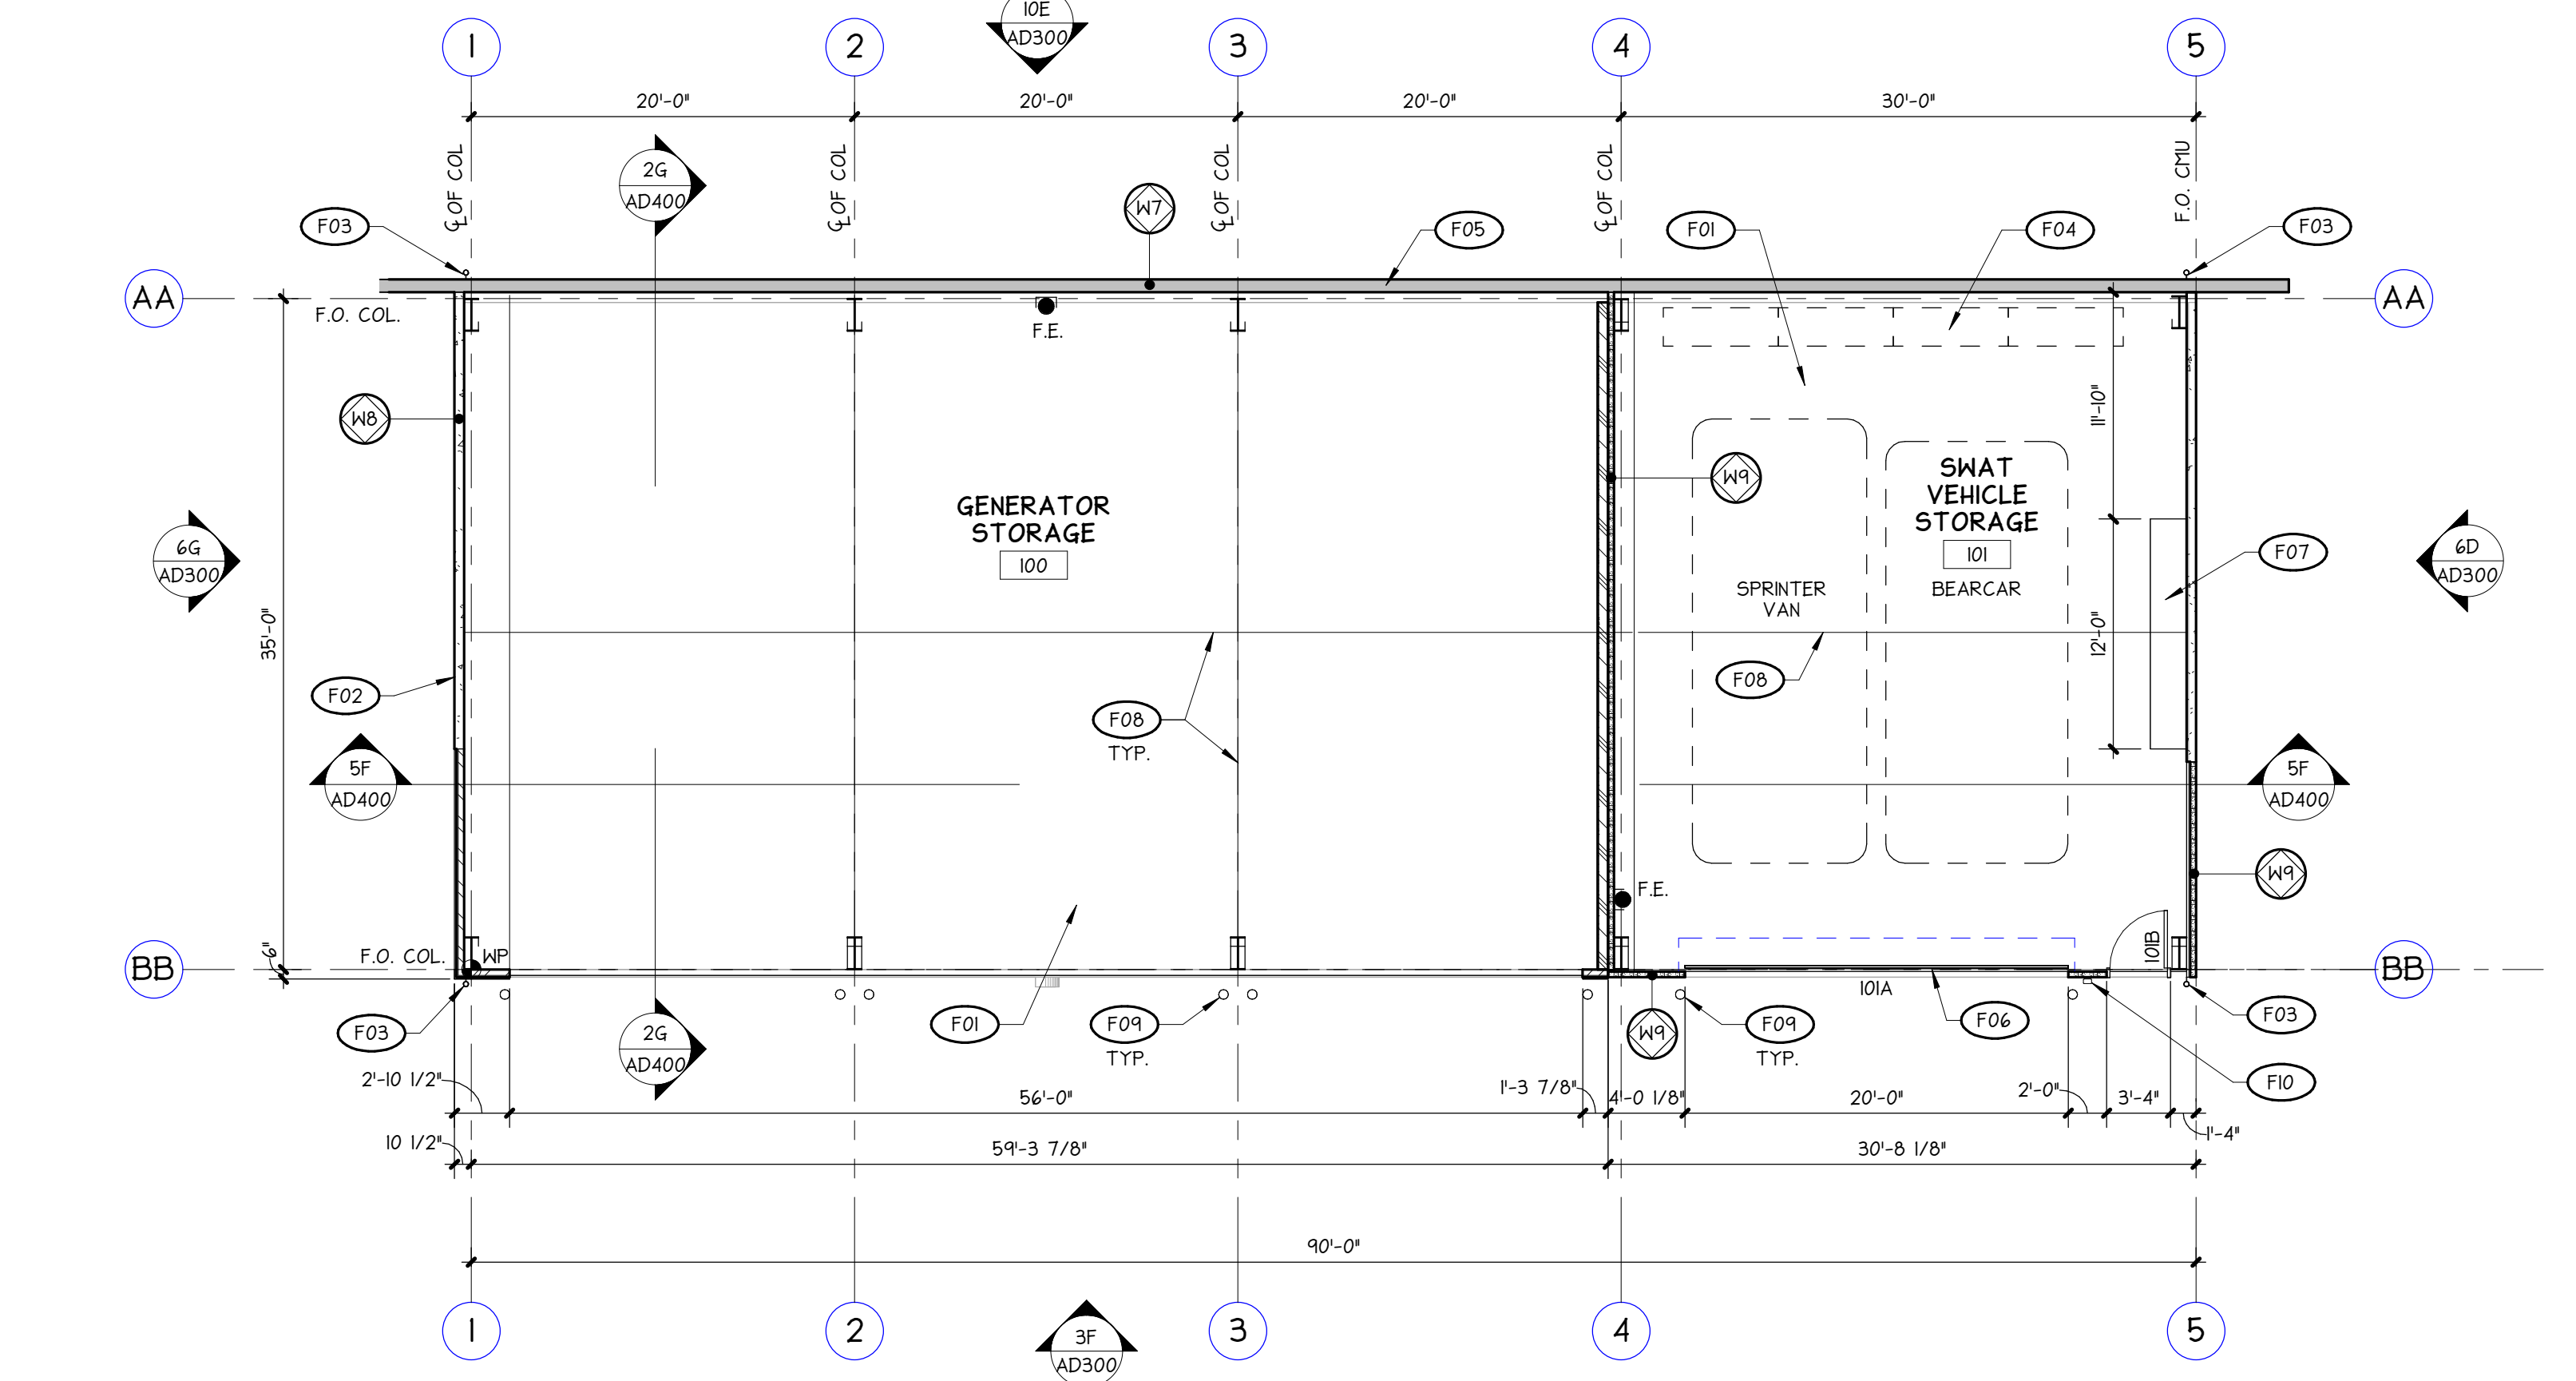 10E
AD300
1
2
3
4
5
20'-0"
20'-0"
20'-0"
30'-0"
℄ OF COL
℄ OF COL
℄ OF COL
℄ OF COL
F.O. CMU
2G
AD400
W7
F03
F05
F01
F04
F03
AA
AA
F.O. COL.
F.E.
W8
11'-10"
W9
GENERATOR
STORAGE
100
SWAT
VEHICLE
STORAGE
101
BEARCAR
SPRINTER
VAN
6G
AD300
6D
AD300
F07
35'-0"
12'-0"
F02
F08
F08
TYP.
5F
AD400
5F
AD400
W9
F.E.
6"
F.O. COL.
WP
101B
BB
BB
101A
F03
F01
F09
TYP.
W9
F09
TYP.
F06
F03
2G
AD400
F10
2'-10 1/2"
56'-0"
1'-3 7/8"
4'-0 1/8"
20'-0"
2'-0"
3'-4"
1'-4"
10 1/2"
59'-3 7/8"
30'-8 1/8"
90'-0"
1
2
3F
AD300
3
4
5